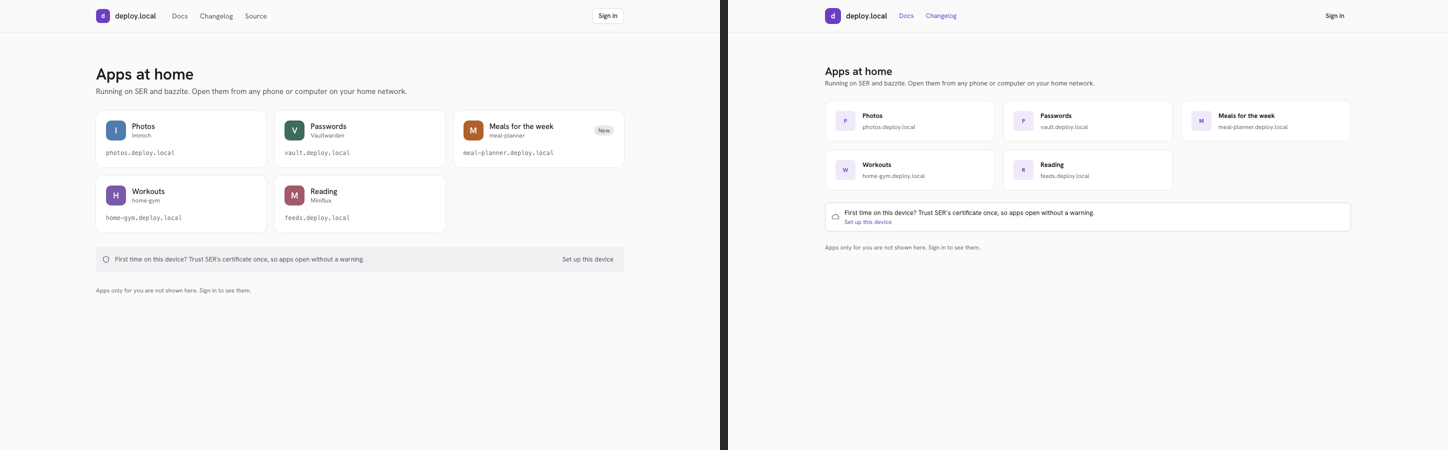 d deploy.local Docs Changelog Source Sign in
Apps at home
Running on SER and bazzite. Open them from any phone or computer on your home network.
I Photos
Immich
photos.deploy.local
V Passwords
Vaultwarden
vault.deploy.local
M Meals for the week
meal-planner
New
meal-planner.deploy.local
H Workouts
home-gym
home-gym.deploy.local
M Reading
Miniflux
feeds.deploy.local
First time on this device? Trust SER's certificate once, so apps open without a warning. Set up this device
Apps only for you are not shown here. Sign in to see them.
d deploy.local Docs Changelog Sign in
Apps at home
Running on SER and bazzite. Open them from any phone or computer on your home network.
P Photos
photos.deploy.local
P Passwords
vault.deploy.local
M Meals for the week
meal-planner.deploy.local
W Workouts
home-gym.deploy.local
R Reading
feeds.deploy.local
First time on this device? Trust SER's certificate once, so apps open without a warning.
Set up this device
Apps only for you are not shown here. Sign in to see them.